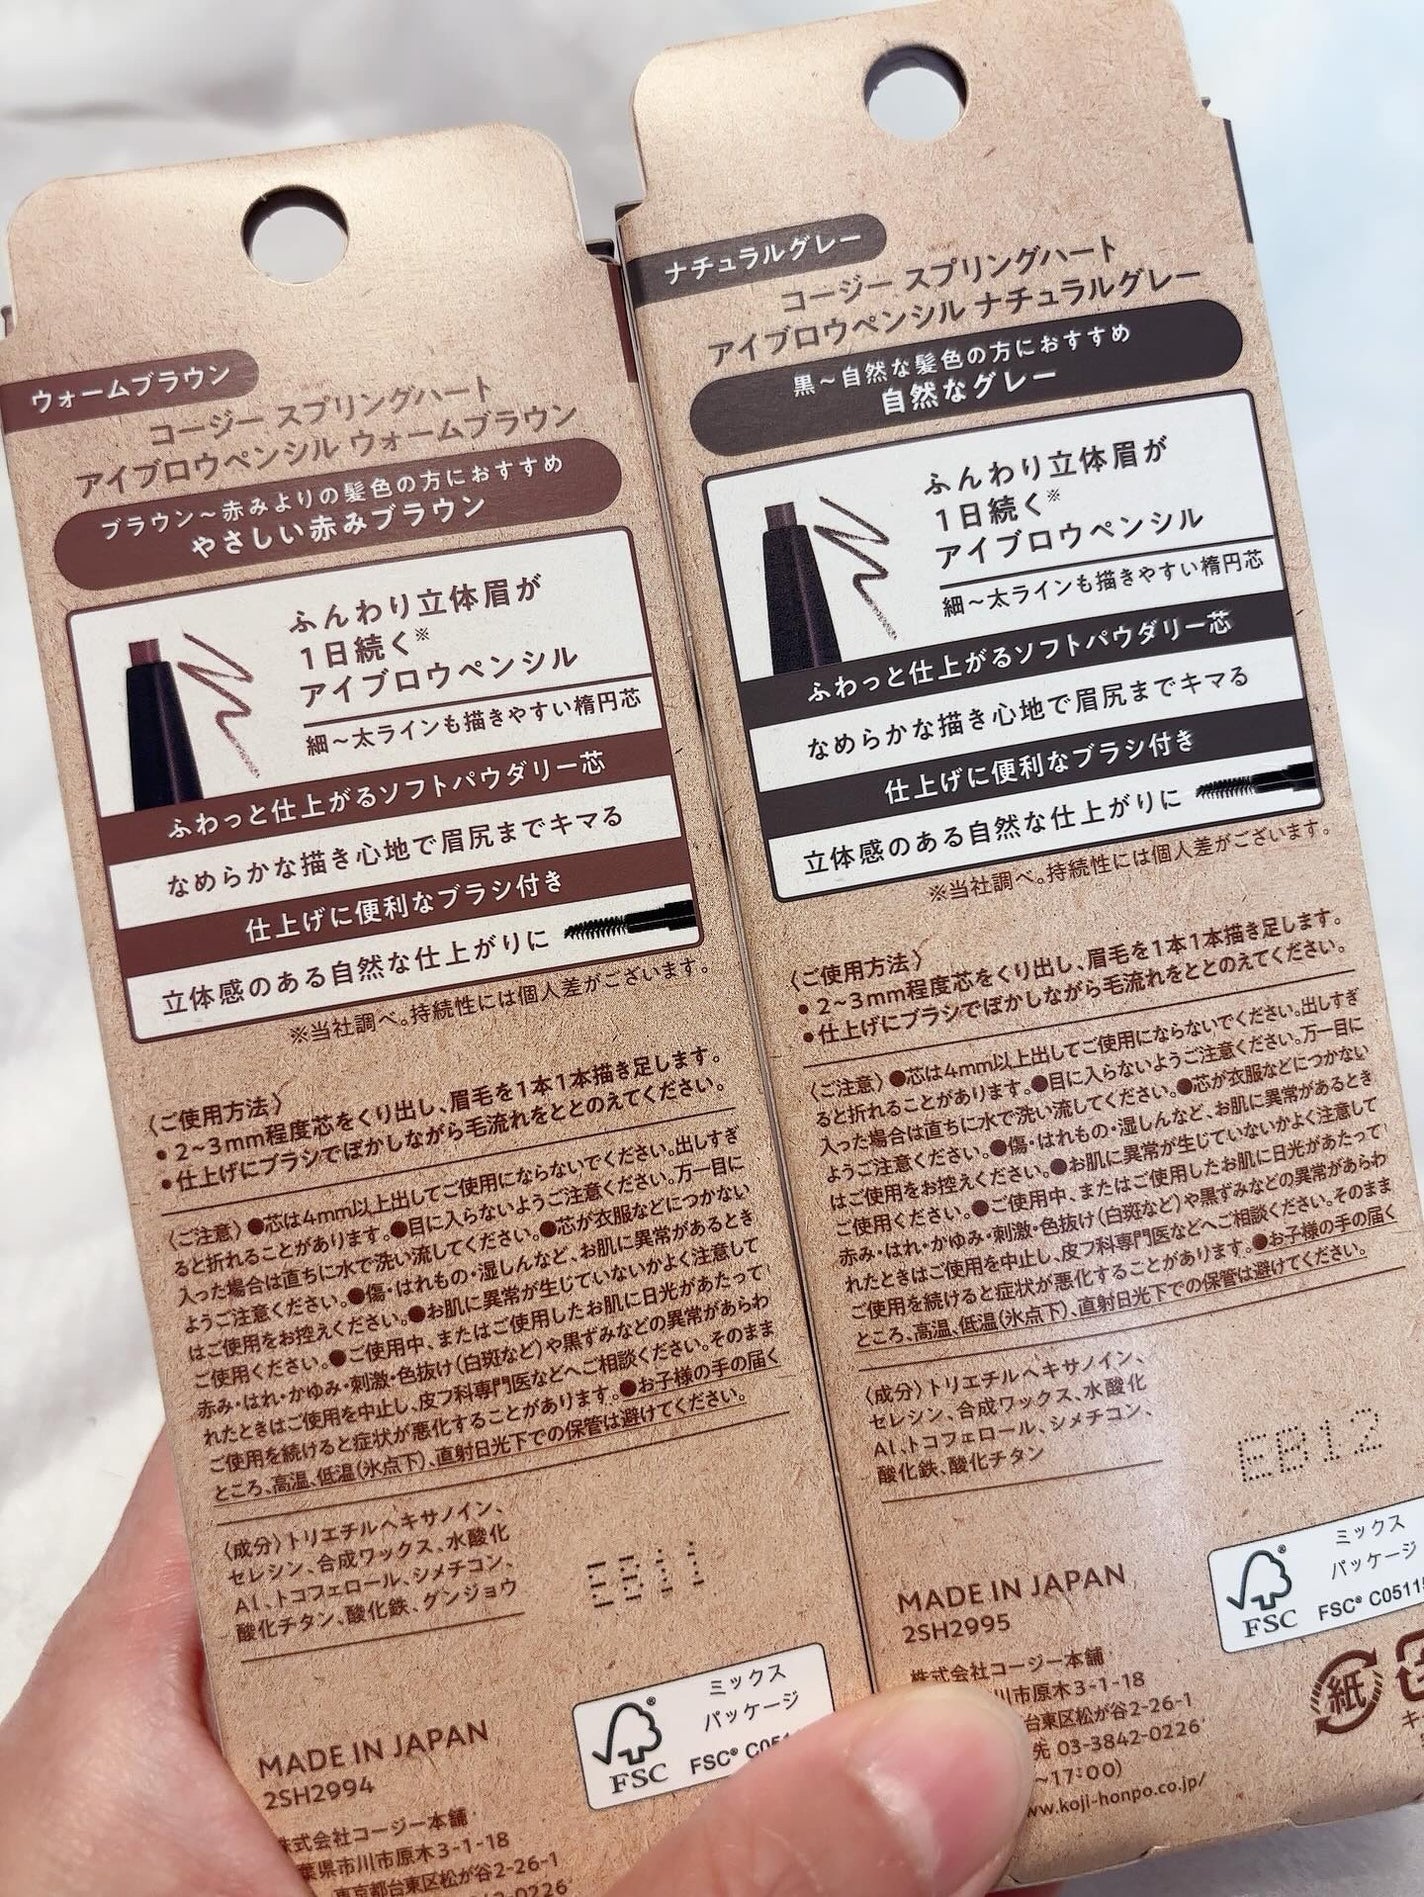 ウォームブラウン
コージー スプリングハート
アイブロウペンシル ウォームブラウン
ブラウン～赤みよりの髪色の方におすすめ
やさしい赤みブラウン
ふんわり立体眉が
1日続く※
アイブロウペンシル
細～太ラインも描きやすい楕円芯
ふわっと仕上がるソフトパウダリー芯
なめらかな描き心地で眉尻までキマる
仕上げに便利なブラシ付き
立体感のある自然な仕上がりに
※当社調べ。持続性には個人差がございます。
〈ご使用方法〉
● 2~3mm程度芯をくり出し、眉毛を1本1本描き足します。
● 仕上げにブラシでぼかしながら毛流れをととのえてください。
〈ご注意〉●芯は4mm以上出してご使用にならないでください。出しすぎ
ると折れることがあります。●目に入らないようご注意ください。万一目に
入った場合は直ちに水で洗い流してください。●芯が衣服などにつかない
ようご注意ください。●傷・はれもの・湿しんなど、お肌に異常があるとき
はご使用をお控えください。●お肌に異常が生じていないかよく注意して
ご使用ください。●ご使用中、またはご使用したお肌に日光があたって
赤み・はれ・かゆみ・刺激・色抜け(白斑など)や黒ずみなどの異常があらわ
れたときはご使用を中止し、皮フ科専門医などへご相談ください。そのまま
ご使用を続けると症状が悪化することがあります。●お子様の手の届く
ところ、高温、低温(氷点下)、直射日光下での保管は避けてください。
〈成分〉トリエチルヘキサノイン、
セレシン、合成ワックス、水酸化
Al、トコフェロール、シメチコン、
酸化チタン、酸化鉄、グンジョウ
EB11
MADE IN JAPAN
2SH2994
ミックス
パッケージ
FSC
FSC®
株式会社コージー本舗
葉県市川市原木3-1-18
東京都台東区松が谷2-26-1
0226
ナチュラルグレー
コージー スプリングハート
アイブロウペンシル ナチュラルグレー
黒～自然な髪色の方におすすめ
自然なグレー
ふんわり立体眉が
1日続く※
アイブロウペンシル
細～太ラインも描きやすい楕円芯
ふわっと仕上がるソフトパウダリー芯
なめらかな描き心地で眉尻までキマる
仕上げに便利なブラシ付き
立体感のある自然な仕上がりに
※当社調べ。持続性には個人差がございます。
〈ご使用方法〉
● 2~3mm程度芯をくり出し、眉毛を1本1本描き足します。
● 仕上げにブラシでぼかしながら毛流れをととのえてください。
〈ご注意〉●芯は4mm以上出してご使用にならないでください。出しすぎ
ると折れることがあります。●目に入らないようご注意ください。万一目に
入った場合は直ちに水で洗い流してください。●芯が衣服などにつかない
ようご注意ください。●傷・はれもの・湿しんなど、お肌に異常があるとき
はご使用をお控えください。●お肌に異常が生じていないかよく注意して
ご使用ください。●ご使用中、またはご使用したお肌に日光があたって
赤み・はれ・かゆみ・刺激・色抜け(白斑など)や黒ずみなどの異常があらわ
れたときはご使用を中止し、皮フ科専門医などへご相談ください。そのまま
ご使用を続けると症状が悪化することがあります。●お子様の手の届く
ところ、高温、低温(氷点下)、直射日光下での保管は避けてください。
〈成分〉トリエチルヘキサノイン、
セレシン、合成ワックス、水酸化
Al、トコフェロール、シメチコン、
酸化鉄、酸化チタン
EB12
MADE IN JAPAN
2SH2995
ミックス
パッケージ
FSC
FSC® C0511
紙
株式会社コージー本舗
川市原木3-1-18
台東区松が谷2-26-1
先 03-3842-0226
~17:00)
ww.koji-honpo.co.jp/